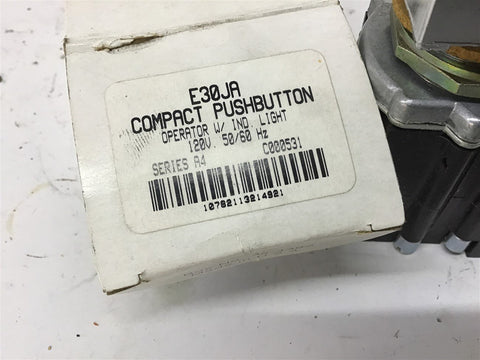 E30JA
COMPACT PUSHBUTTON
OPERATOR W/ IND. LIGHT
120V. 50/60 Hz
SERIES A4 C000531
10782113214921